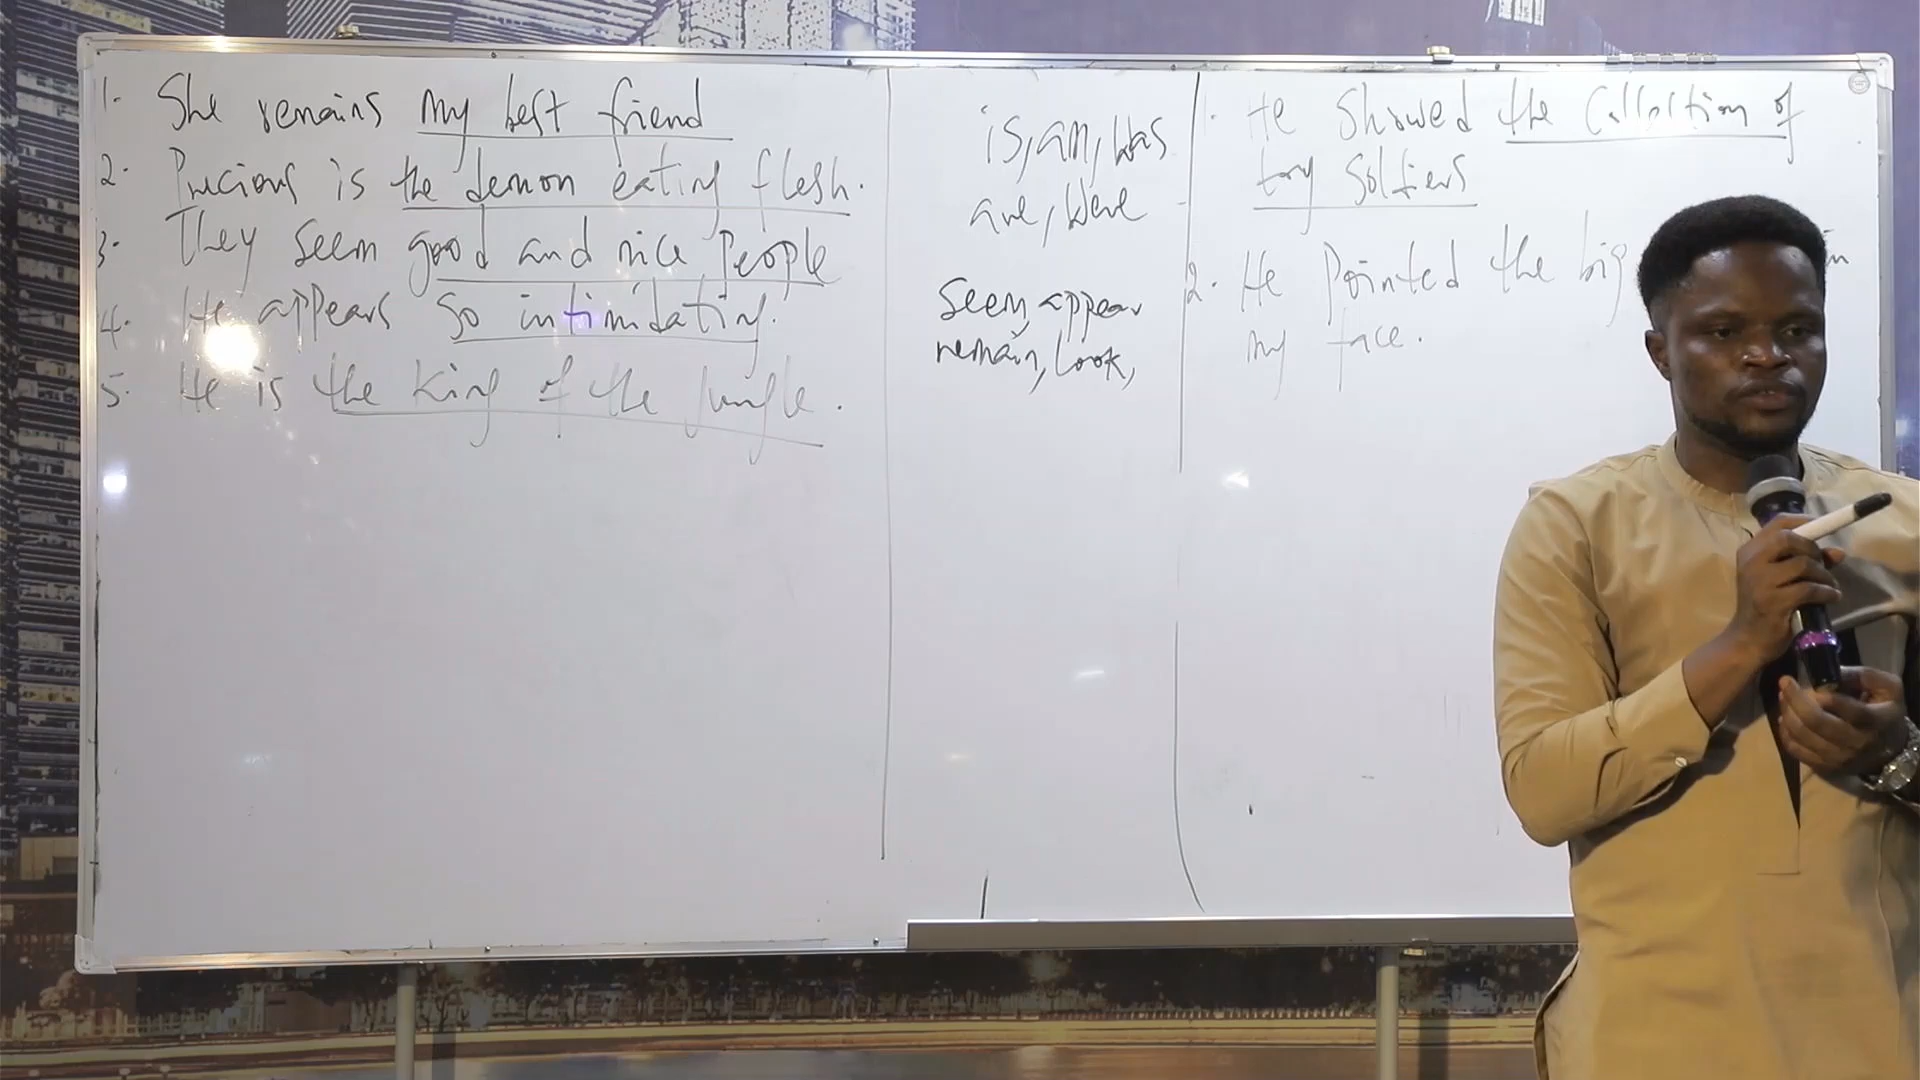 1. She remains my best friend
2. Precious is the demon eating flesh.
3. They seem good and nice people
4. He appears so intimidating.
5. He is the King of the Jungle.
is, am, was
are, were
seem, appear
remain, look,
1. He showed the Collection of
toy Soltiers
2. He pointed the big
my face.